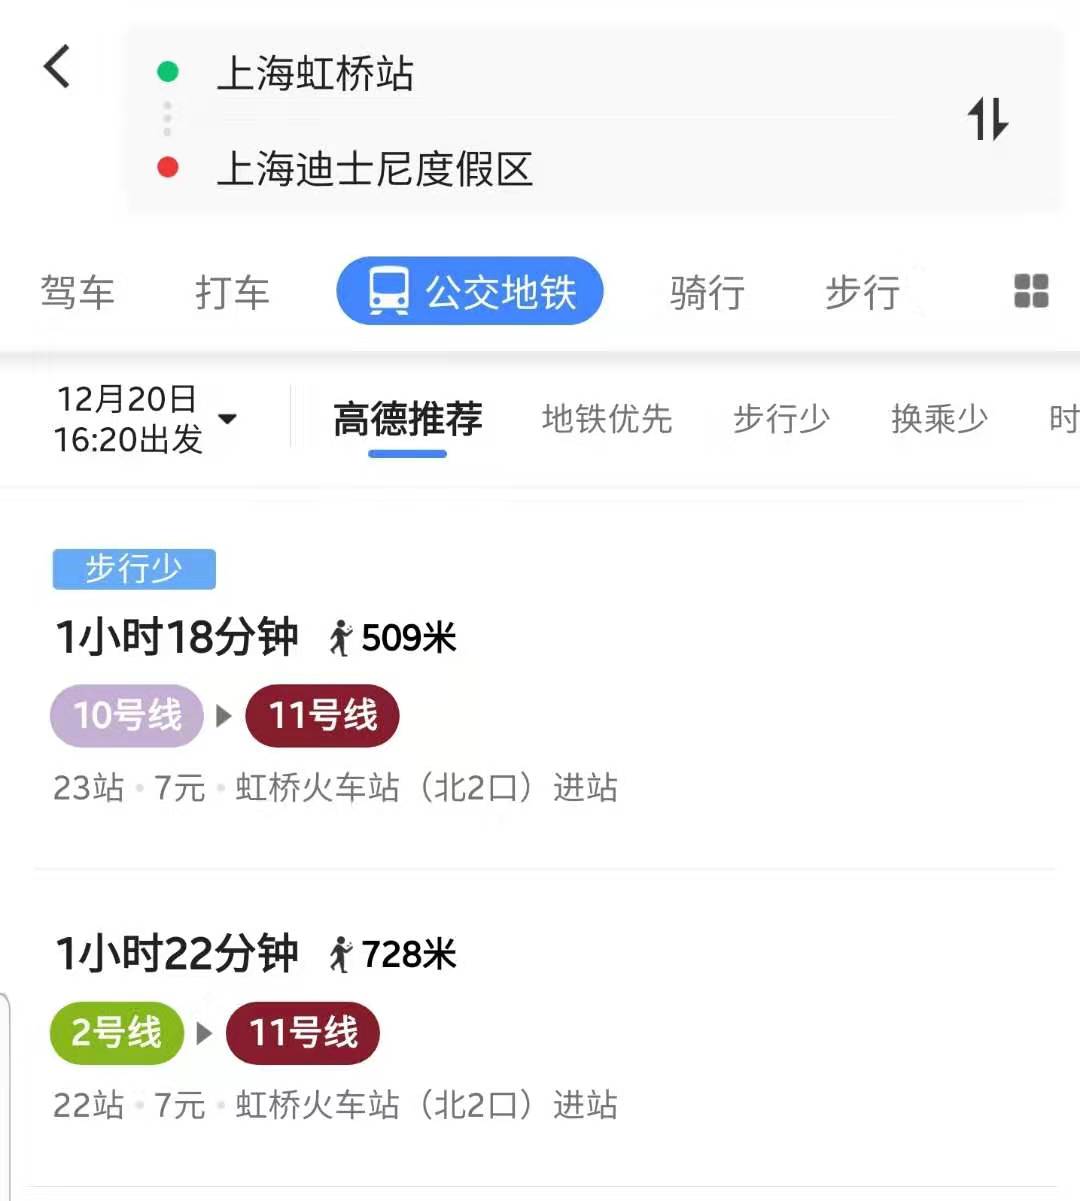 上海虹桥站
上海迪士尼度假区
驾车 打车 公交地铁 骑行 步行
12月20日
16:20出发
高德推荐 地铁优先 步行少 换乘少 时
步行少
1小时18分钟 509米
10号线 11号线
23站·7元·虹桥火车站（北2口）进站
1小时22分钟 728米
2号线 11号线
22站·7元·虹桥火车站（北2口）进站